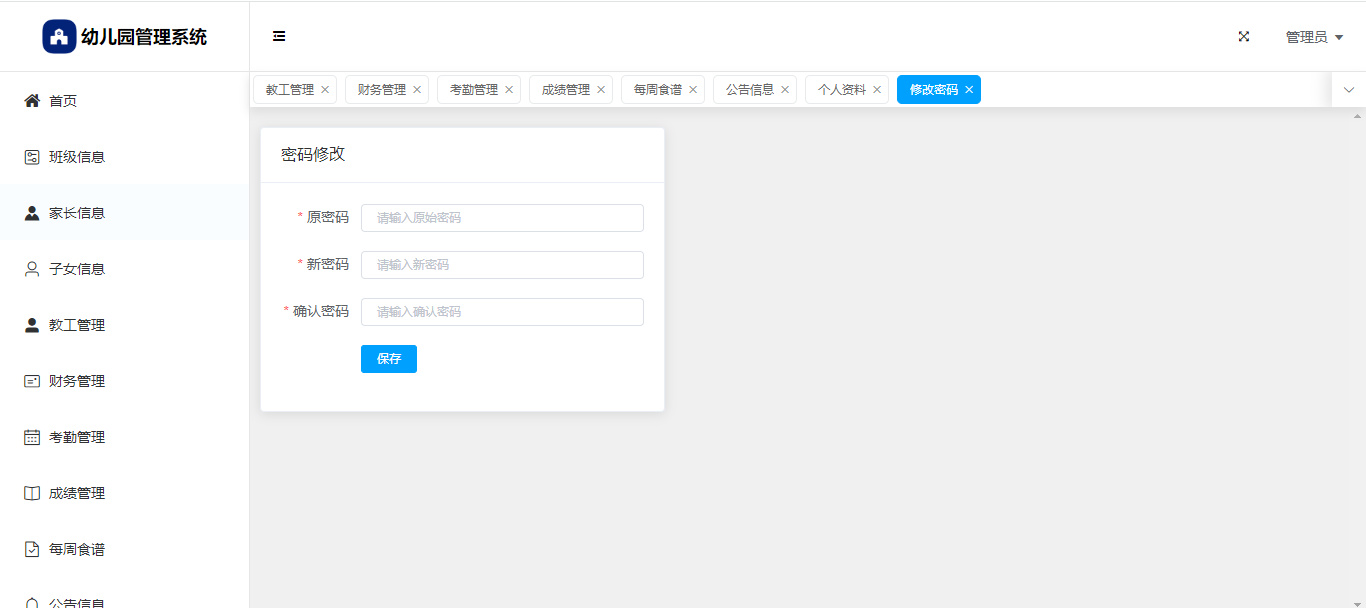 幼儿园管理系统
管理员
教工管理 财务管理 考勤管理 成绩管理 每周食谱 公告信息 个人资料 修改密码
首页
班级信息
家长信息
子女信息
教工管理
财务管理
考勤管理
成绩管理
每周食谱
公告信息
密码修改
* 原密码 请输入原始密码
* 新密码 请输入新密码
* 确认密码 请输入确认密码
保存